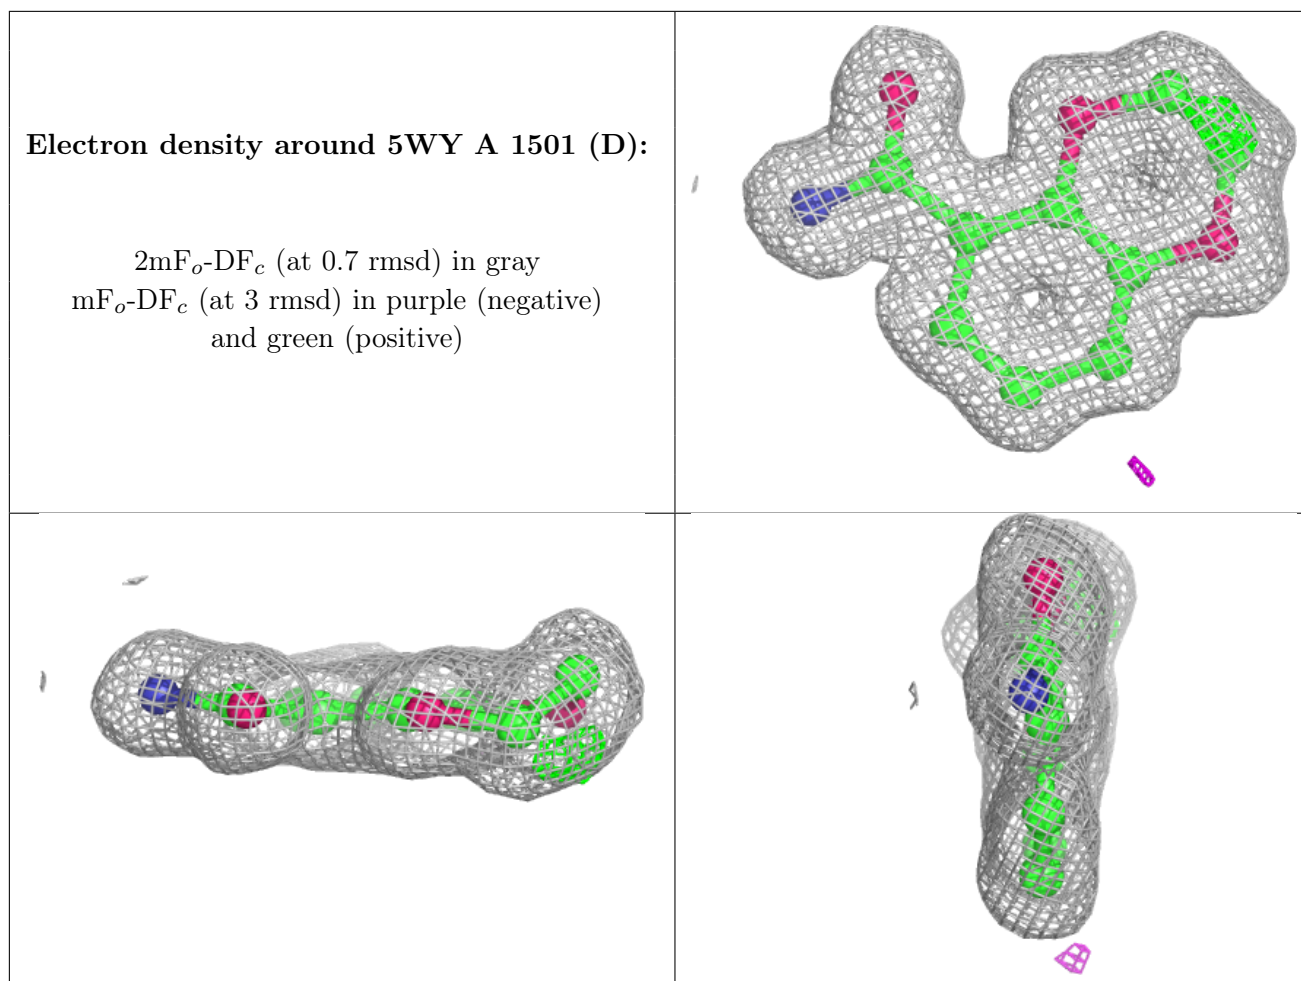 Electron density around 5WY A 1501 (D):
2mFo-DFc (at 0.7 rmsd) in gray
mFo-DFc (at 3 rmsd) in purple (negative)
and green (positive)